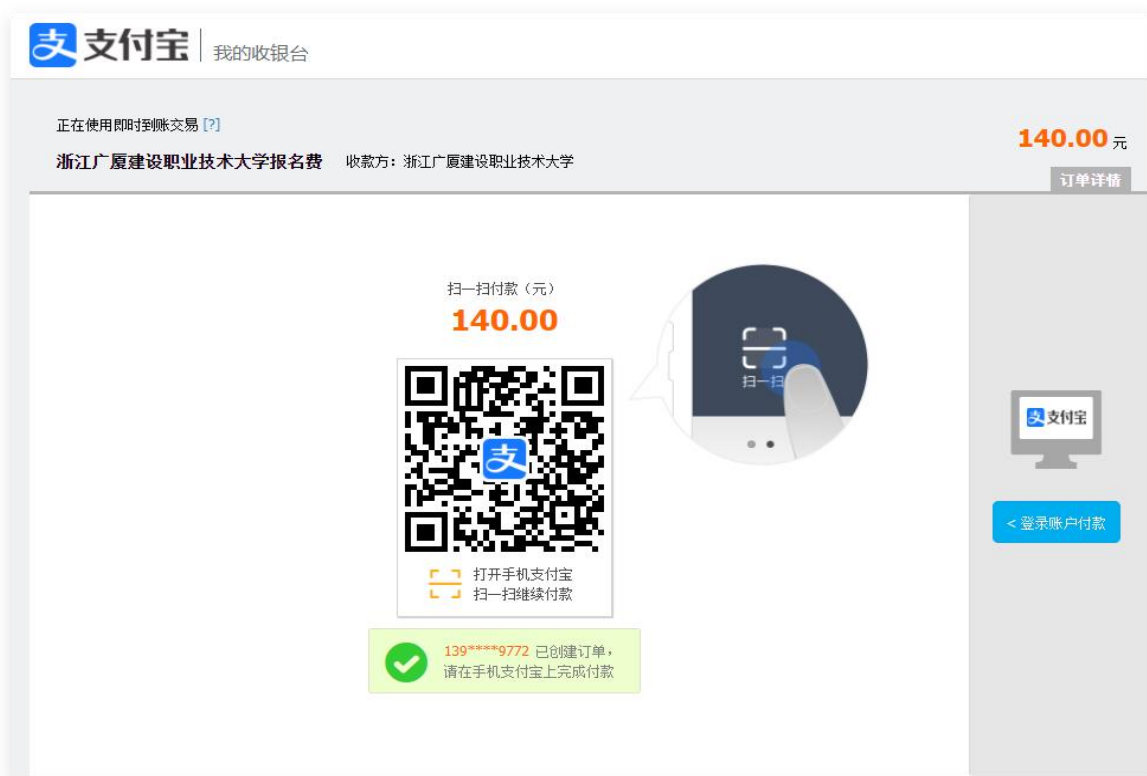 支付宝 我的收银台
正在使用即时到账交易 [?]
浙江广厦建设职业技术大学报名费 收款方：浙江广厦建设职业技术大学
140.00 元
订单详情
扫一扫付款（元）
140.00
扫一扫
支付宝
<登录账户付款
打开手机支付宝
扫一扫继续付款
139****9772 已创建订单，
请在手机支付宝上完成付款